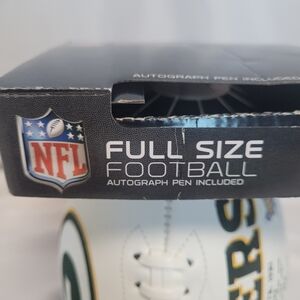 AUTOGRAPH PEN INCLUDED
NFL
FULL SIZE
FOOTBALL
AUTOGRAPH PEN INCLUDED
ERS